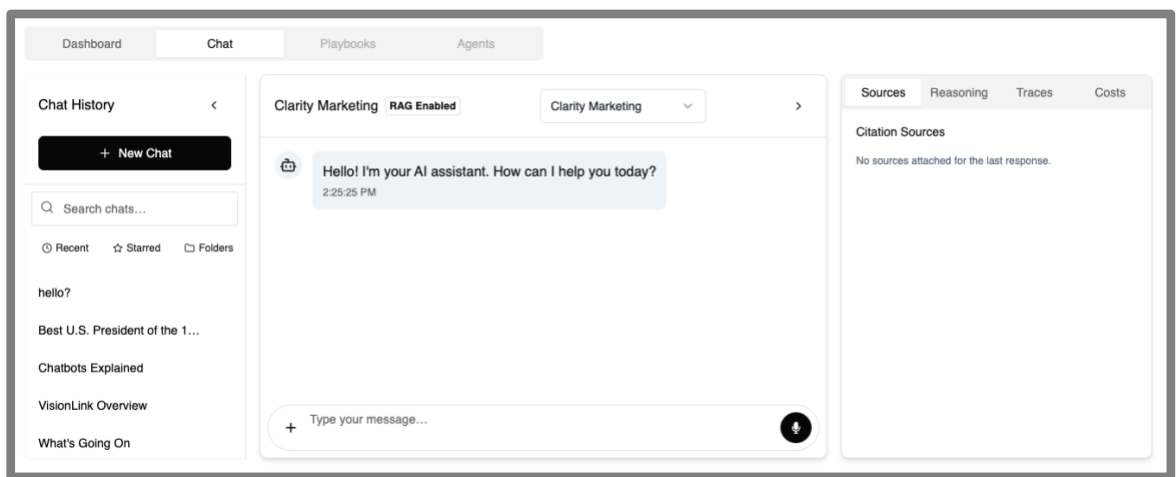 Dashboard
Chat
Playbooks
Agents
Chat History
+ New Chat
Search chats...
Recent
Starred
Folders
hello?
Best U.S. President of the 1...
Chatbots Explained
VisionLink Overview
What's Going On
Clarity Marketing
RAG Enabled
Clarity Marketing
Hello! I'm your AI assistant. How can I help you today?
2:25:25 PM
Type your message...
Sources
Reasoning
Traces
Costs
Citation Sources
No sources attached for the last response.